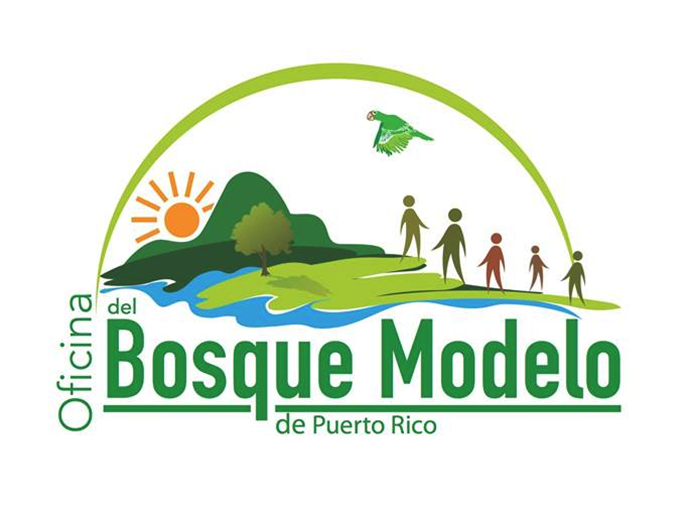 Oficina
del
Bosque Modelo
de Puerto Rico